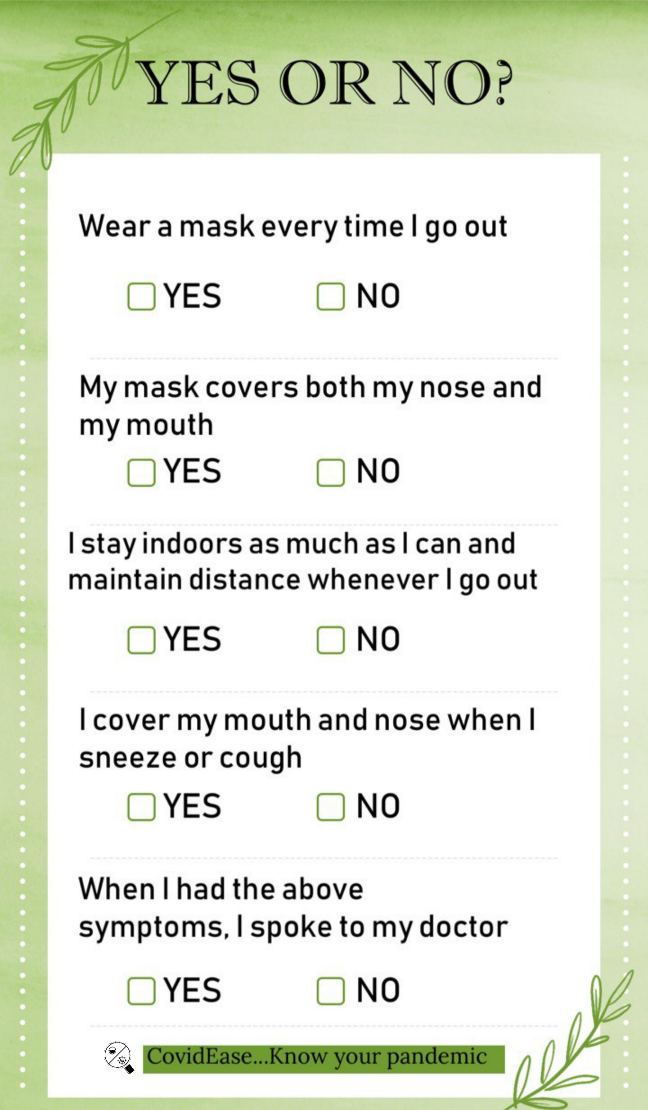 YES OR NO?
Wear a mask every time I go out
YES NO
My mask covers both my nose and
my mouth
YES NO
I stay indoors as much as I can and
maintain distance whenever I go out
YES NO
I cover my mouth and nose when I
sneeze or cough
YES NO
When I had the above
symptoms, I spoke to my doctor
YES NO
CovidEase...Know your pandemic